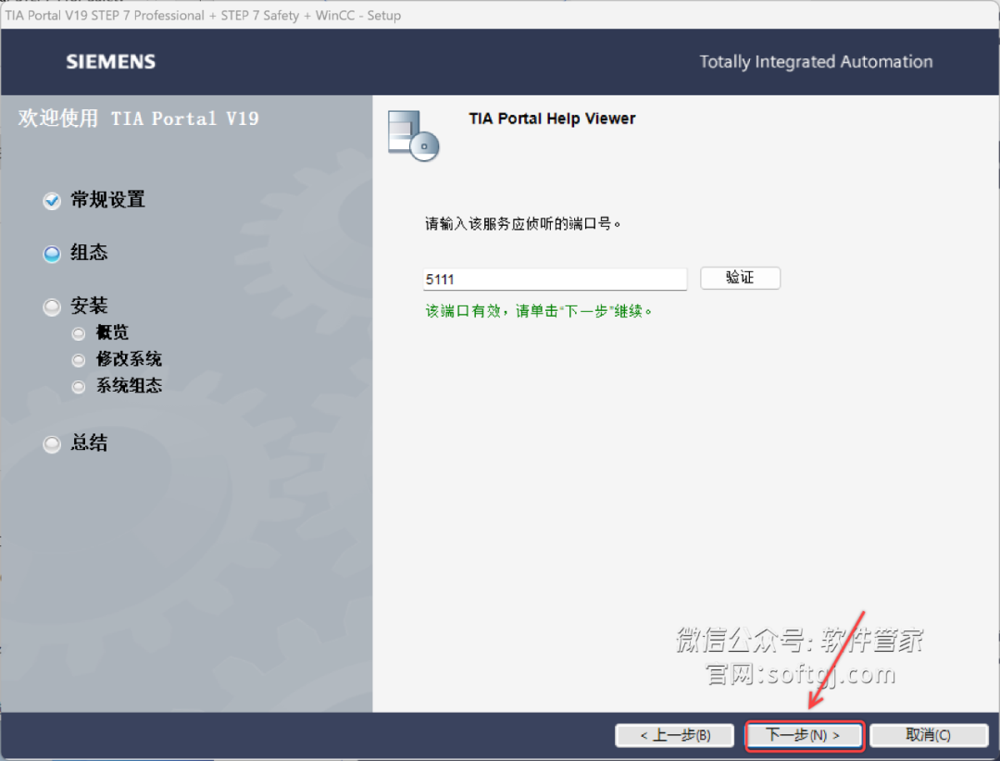 TIA Portal V19 STEP 7 Professional + STEP 7 Safety + WinCC - Setup
SIEMENS
Totally Integrated Automation
欢迎使用 TIA Portal V19
常规设置
组态
安装
概览
修改系统
系统组态
总结
TIA Portal Help Viewer
请输入该服务应侦听的端口号。
5111
验证
该端口有效，请单击“下一步”继续。
微信公众号: 软件管家
官网:softgj.com
< 上一步(B)
下一步(N) >
取消(C)